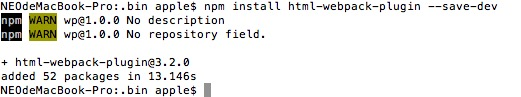 NEOdeMacBook-Pro:.bin apple$ npm install html-webpack-plugin --save-dev
npm WARN wp@1.0.0 No description
npm WARN wp@1.0.0 No repository field.
+ html-webpack-plugin@3.2.0
added 52 packages in 13.146s
NEOdeMacBook-Pro:.bin apple$